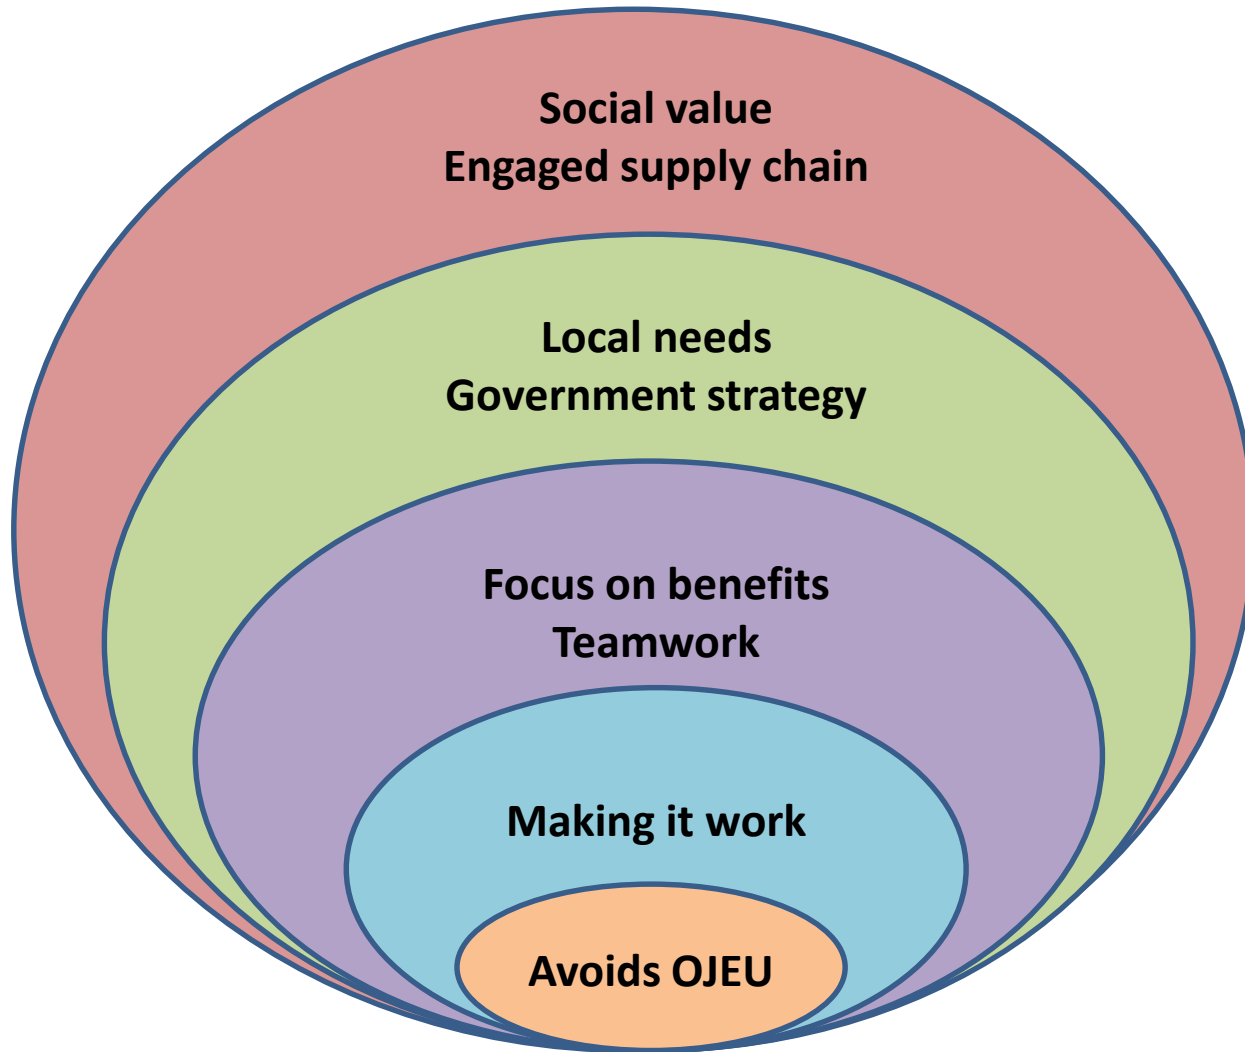 Social value
Engaged supply chain
Local needs
Government strategy
Focus on benefits
Teamwork
Making it work
Avoids OJEU